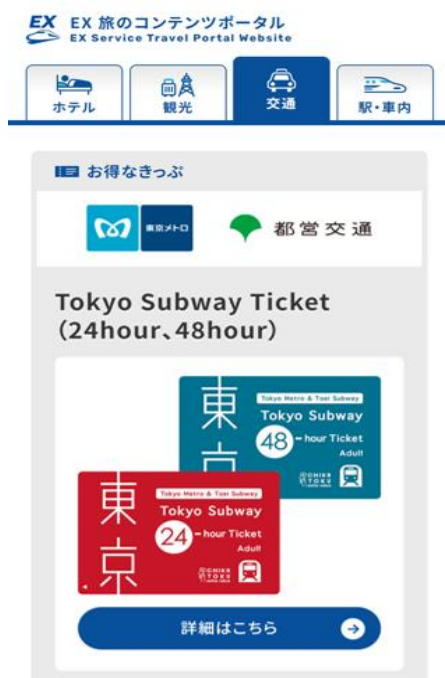 EX EX 旅のコンテンツポータル
EX Service Travel Portal Website
ホテル
観光
交通
駅・車内
お得なきっぷ
東京メトロ
都営交通
Tokyo Subway Ticket
(24hour、48hour)
東京
Tokyo Metro & Toei Subway
Tokyo Subway
48-hour Ticket
Adult
東京
Tokyo Metro & Toei Subway
Tokyo Subway
24-hour Ticket
Adult
詳細はこちら